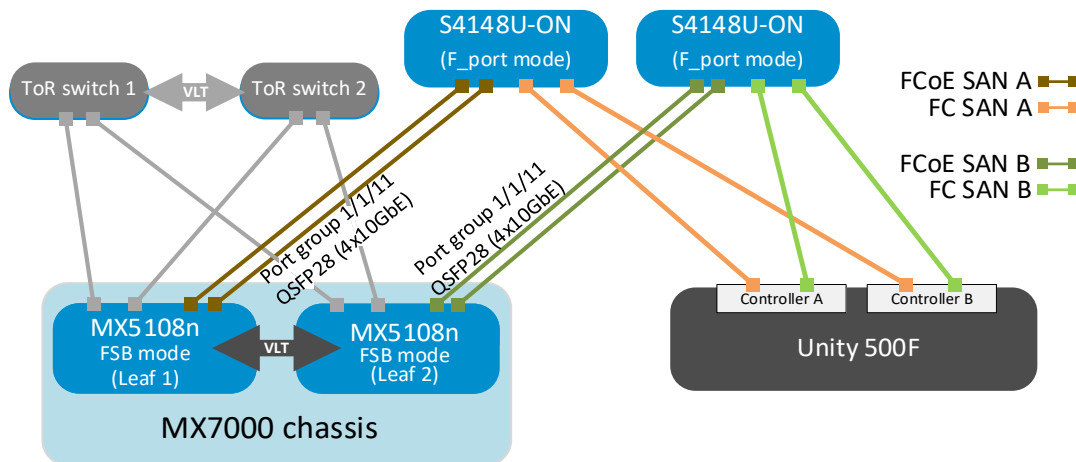 S4148U-ON
(F_port mode)
S4148U-ON
(F_port mode)
ToR switch 1
VLT
ToR switch 2
FCoE SAN A
FC SAN A
FCoE SAN B
FC SAN B
Port group 1/1/11
QSFP28 (4x10GbE)
Port group 1/1/11
QSFP28 (4x10GbE)
MX5108n
FSB mode
(Leaf 1)
VLT
MX5108n
FSB mode
(Leaf 2)
MX7000 chassis
Controller A
Controller B
Unity 500F